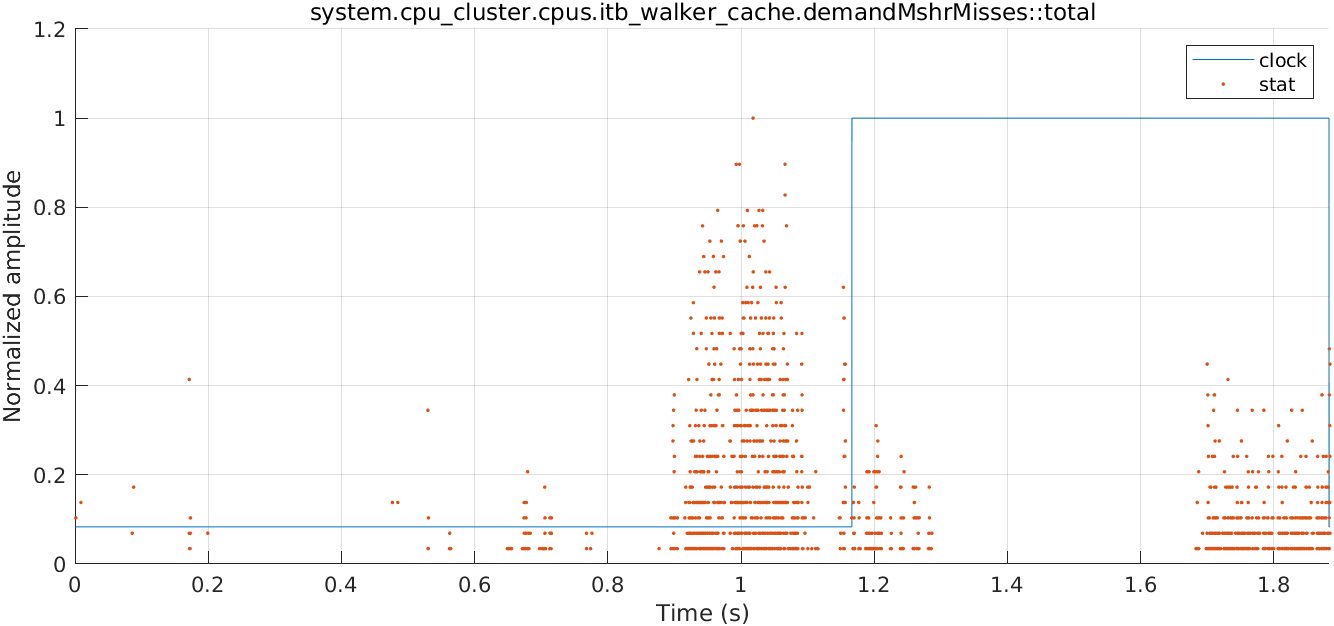 system.cpu_cluster.cpus.itb_walker_cache.demandMshrMisses::total
Normalized amplitude
1.2
1
0.8
0.6
0.4
0.2
0
clock
stat
0 0.2 0.4 0.6 0.8 1 1.2 1.4 1.6 1.8
Time (s)